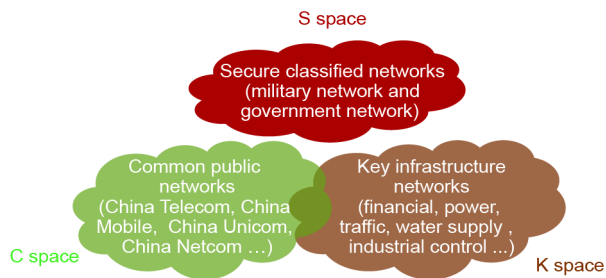 S space
Secure classified networks
(military network and
government network)
Common public
networks
(China Telecom, China
Mobile, China Unicom,
China Netcom ...)
Key infrastructure
networks
(financial, power,
traffic, water supply ,
industrial control ...)
C space
K space